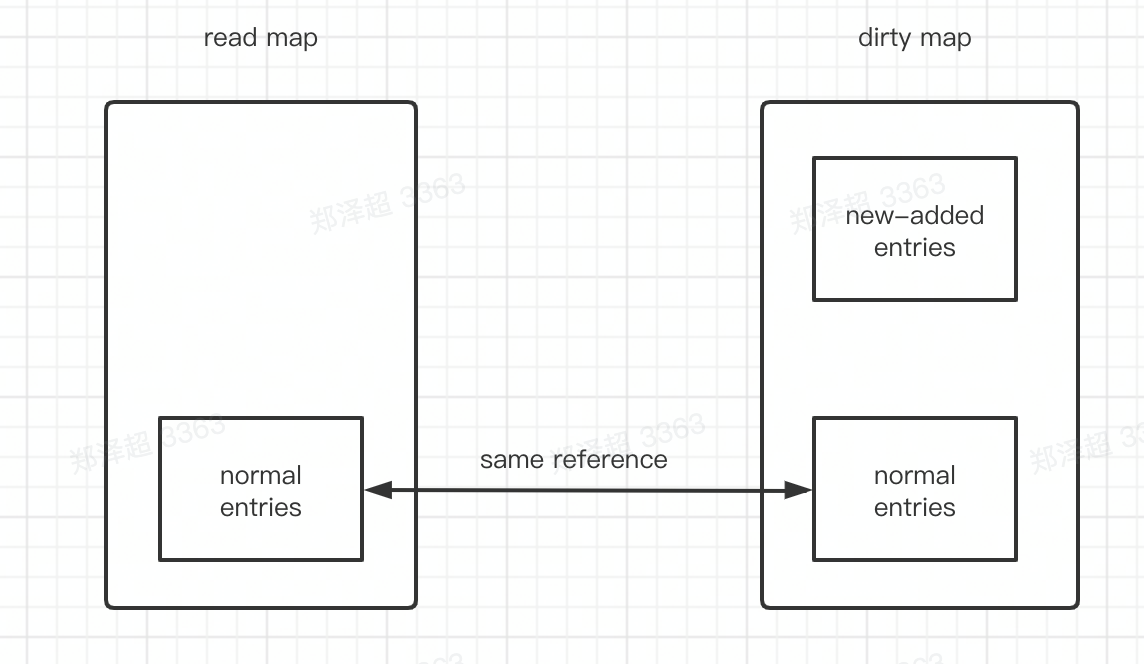 read map
dirty map
郑泽超 3363
郑泽超 3363
new-added
entries
郑泽超 3363
郑泽超 3363
郑泽超 33
normal
entries
same reference
normal
entries